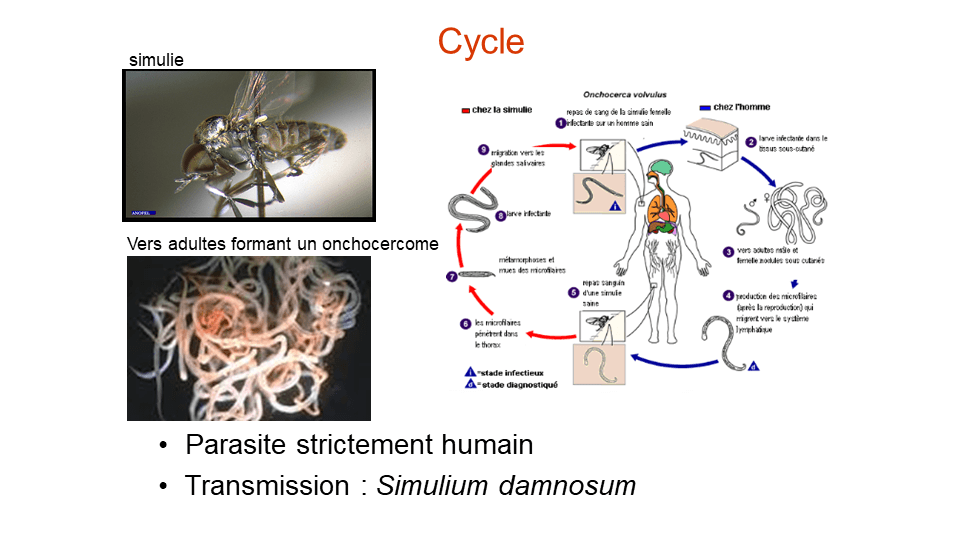 Cycle
simulie
ANOFEL
Vers adultes formant un onchocercome
Onchocerca volvulus
chez la simulie
chez l'homme
1 repas de sang de la simulie femelle
infectante sur un homme sain
2 larve infectante dans le
tissus sous-cutané
3 vers adultes mâle et
femelle nodules sous cutanés
4 production des microfilaires
(après la reproduction) qui
migrent vers le système
lymphatique
5 repas sanguin
d'une simulie
saine
6 les microfilaires
pénètrent dans
le thorax
7 métamorphoses et
mues des microfilaires
8 larve infectante
9 migration vers les
glandes salivaires
i
d
i =stade infectieux
d =stade diagnostiqué
• Parasite strictement humain
• Transmission : Simulium damnosum